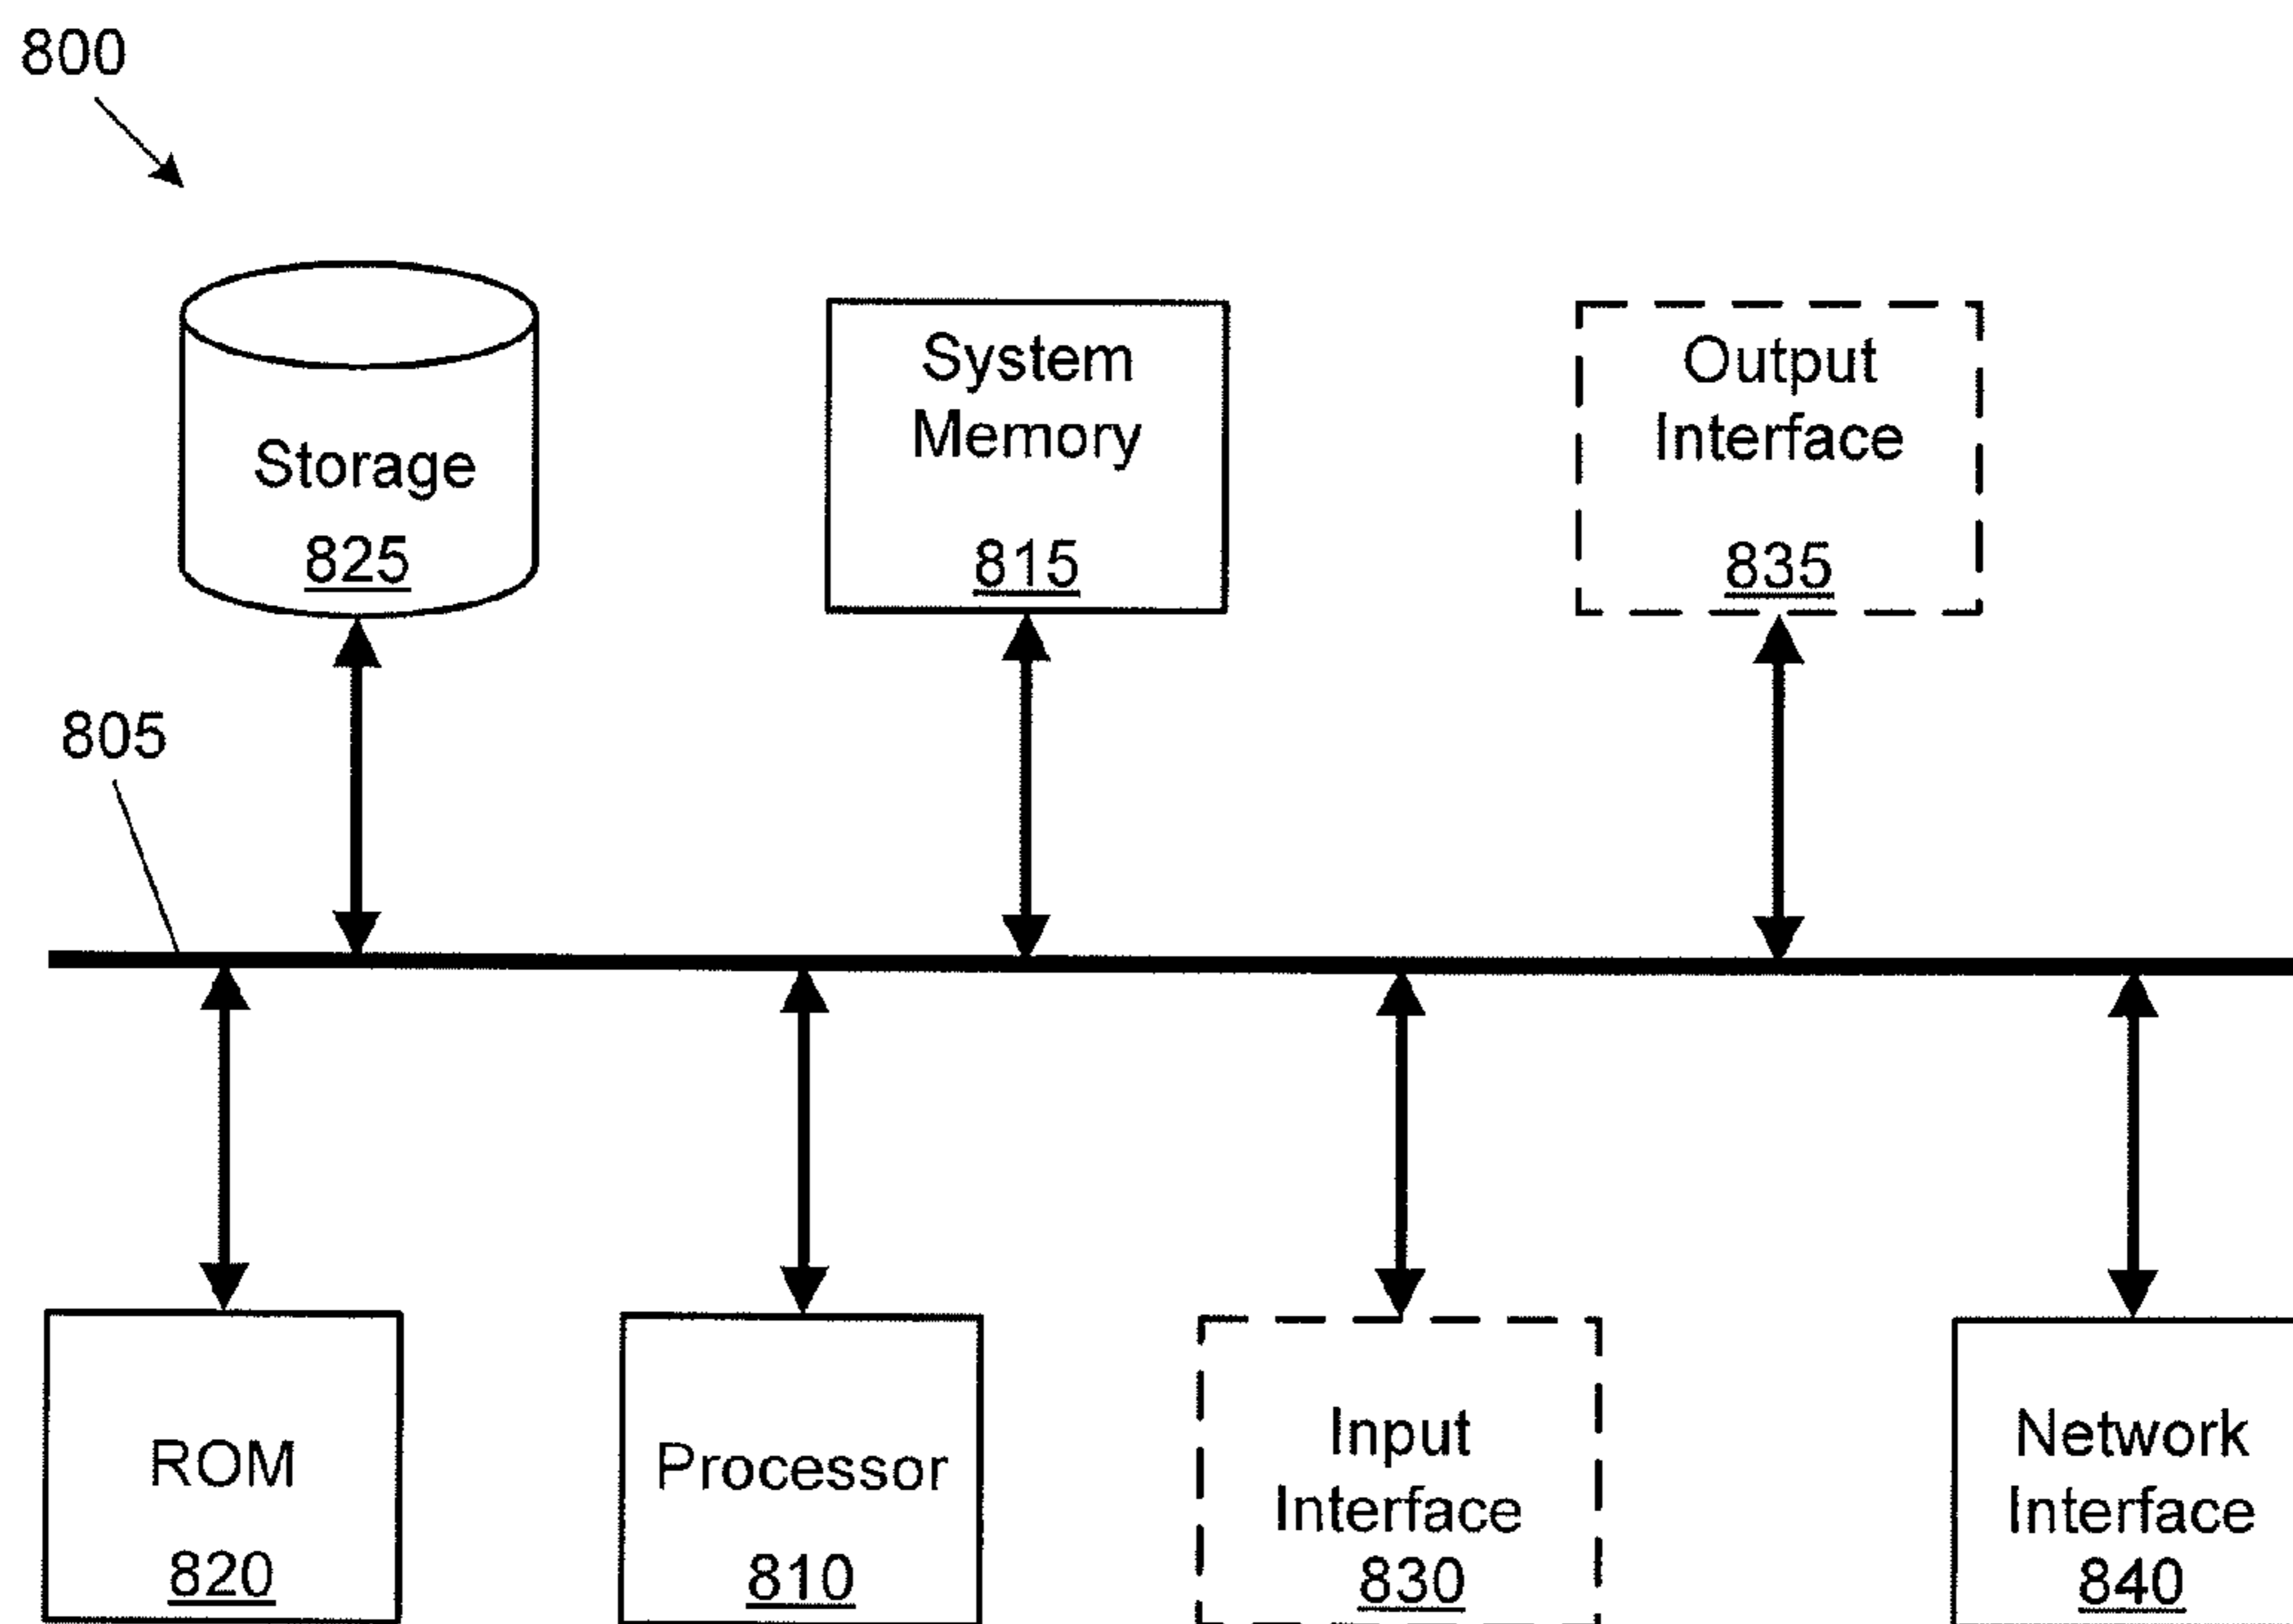 800
Storage
825
System
Memory
815
Output
Interface
835
805
ROM
820
Processor
810
Input
Interface
830
Network
Interface
840